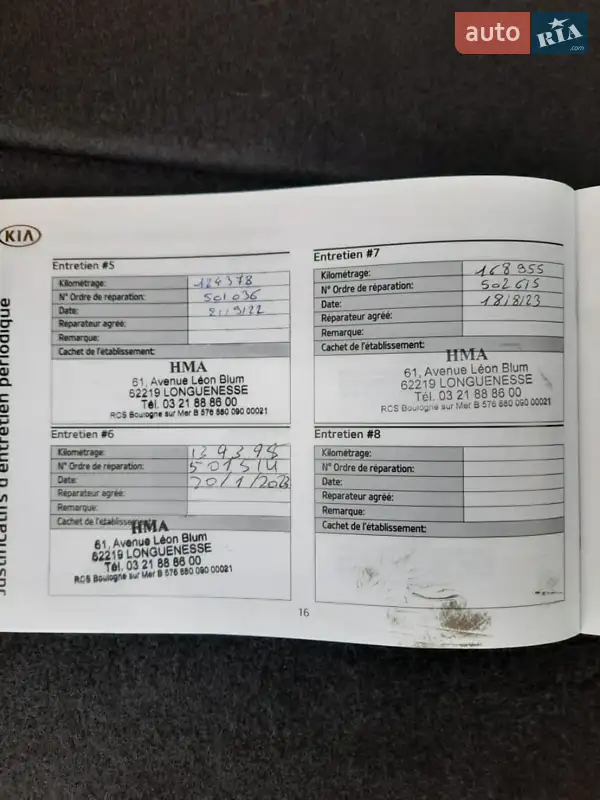 auto RIA .com
KIA
Justificatifs d'entretien périodique
Entretien #5
Kilométrage: 124378
N° Ordre de réparation: 501036
Date:
Réparateur agréé:
Remarque:
Cachet de l'établissement:
HMA
61, Avenue Léon Blum
62219 LONGUENESSE
Tél. 03 21 88 86 00
RCS Boulogne sur Mer B 576 880 090 00021
Entretien #6
Kilométrage: 139398
N° Ordre de réparation:
Date: 20/1/2023
Réparateur agréé:
Remarque:
Cachet de l'établissement:
HMA
61, Avenue Léon Blum
62219 LONGUENESSE
Tél. 03 21 88 86 00
RCS Boulogne sur Mer B 576 880 090 00021
Entretien #7
Kilométrage: 168955
N° Ordre de réparation: 502615
Date: 18/8/23
Réparateur agréé:
Remarque:
Cachet de l'établissement:
HMA
61, Avenue Léon Blum
62219 LONGUENESSE
Tél. 03 21 88 86 00
RCS Boulogne sur Mer B 576 880 090 00021
Entretien #8
Kilométrage:
N° Ordre de réparation:
Date:
Réparateur agréé:
Remarque:
Cachet de l'établissement:
16